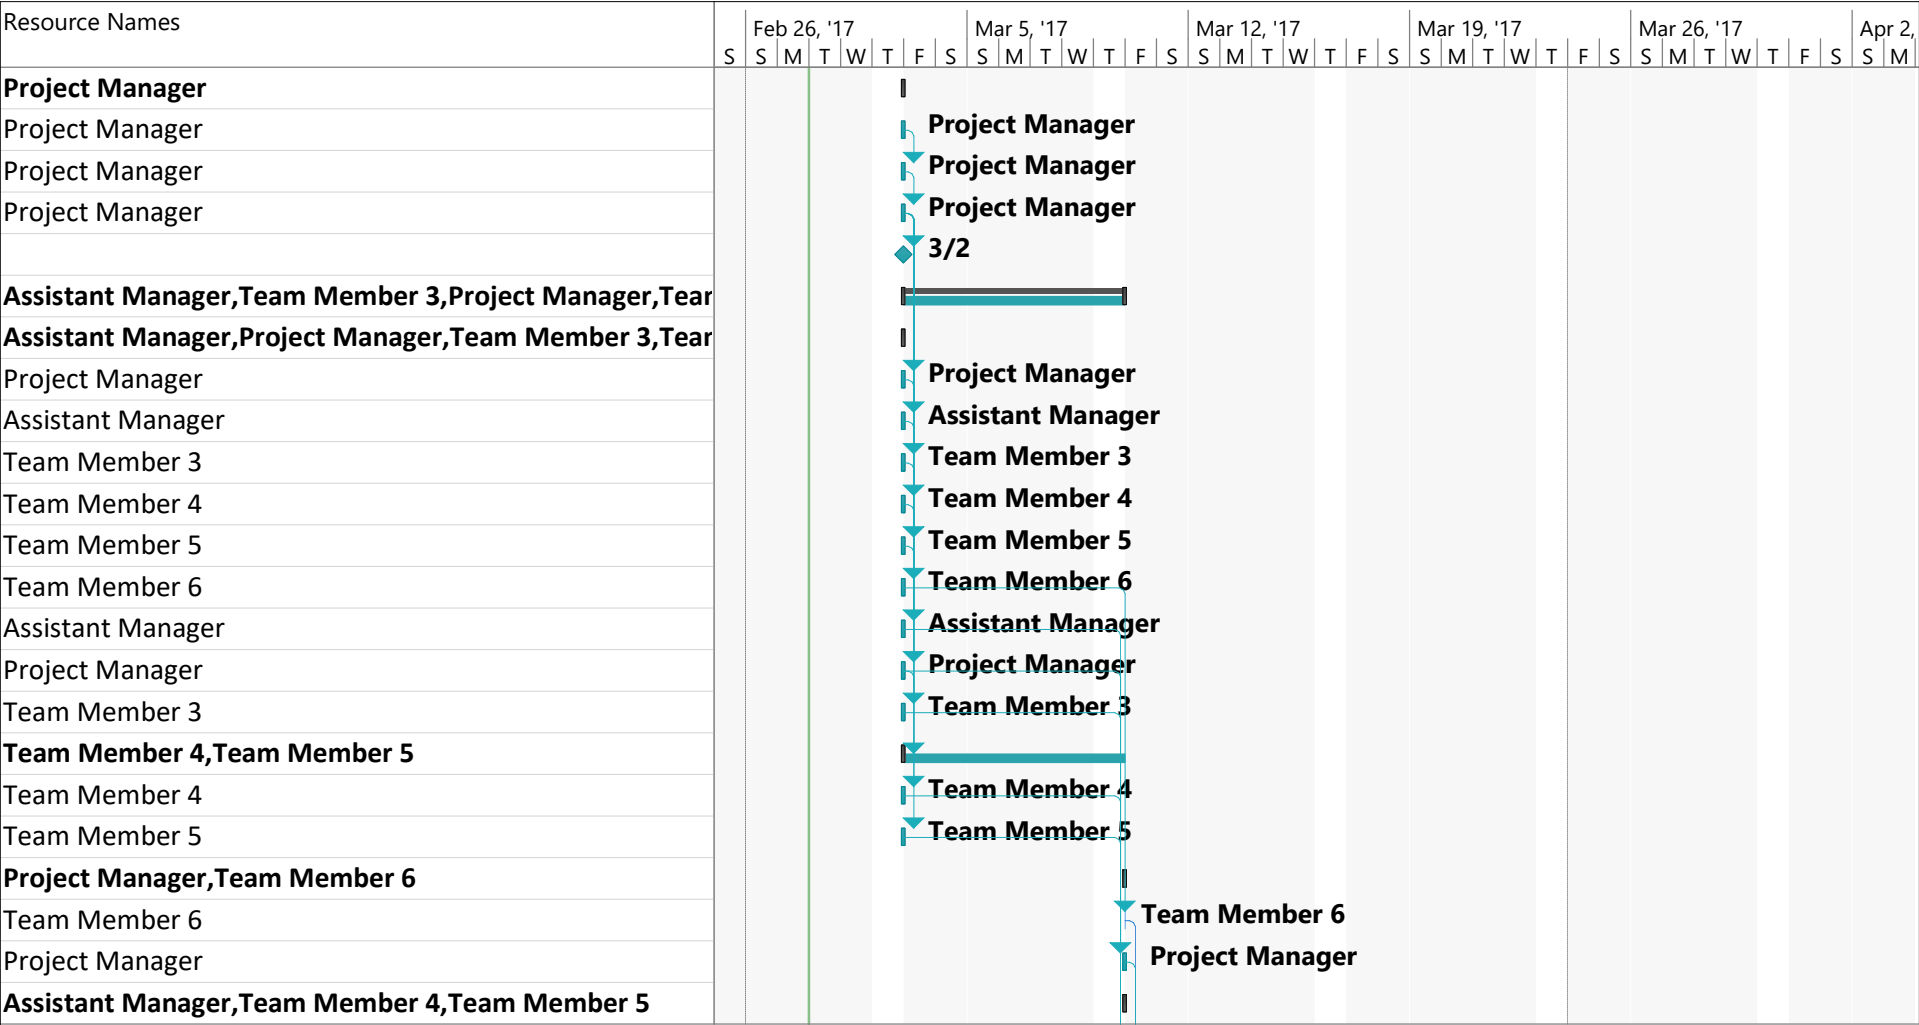 Resource Names
Feb 26, '17 Mar 5, '17 Mar 12, '17 Mar 19, '17 Mar 26, '17 Apr 2,
S S M T W T F S S M T W T F S S M T W T F S S M T W T F S S M T W T F S S M
Project Manager
Project Manager Project Manager
Project Manager Project Manager
Project Manager Project Manager
3/2
Assistant Manager,Team Member 3,Project Manager,Tear
Assistant Manager,Project Manager,Team Member 3,Tear
Project Manager Project Manager
Assistant Manager Assistant Manager
Team Member 3 Team Member 3
Team Member 4 Team Member 4
Team Member 5 Team Member 5
Team Member 6 Team Member 6
Assistant Manager Assistant Manager
Project Manager Project Manager
Team Member 3 Team Member 3
Team Member 4,Team Member 5
Team Member 4 Team Member 4
Team Member 5 Team Member 5
Project Manager,Team Member 6
Team Member 6 Team Member 6
Project Manager Project Manager
Assistant Manager,Team Member 4,Team Member 5